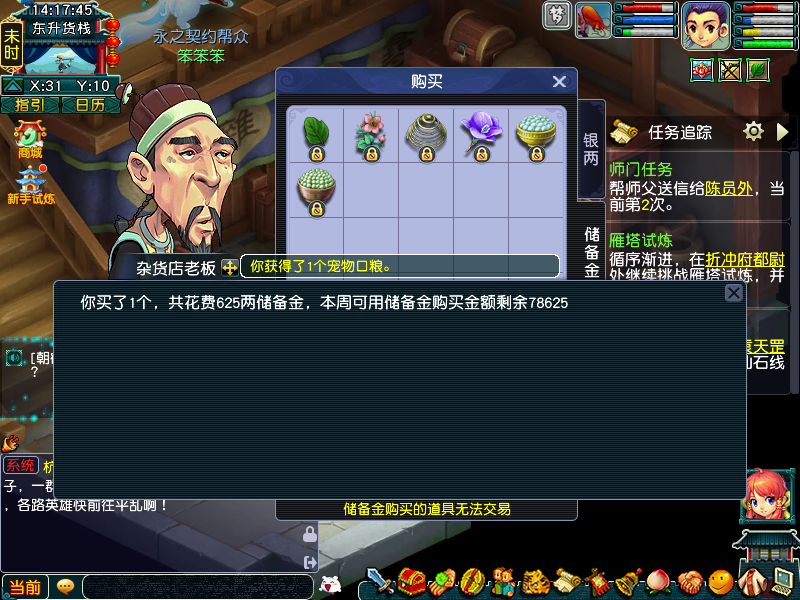 14:17:45
未时
东升货栈
X:31 Y:10
指引
日历
商城
新手试炼
永之契约帮众
笨笨笨
购买
银两
储备金
梦
任务追踪
师门任务
帮师父送信给陈员外，当
前第2次。
雁塔试炼
循序渐进，在折冲府都尉
处继续挑战雁塔试炼，并
天罡
石线
杂货店老板
你获得了1个宠物口粮。
你买了1个，共花费625两储备金，本周可用储备金购买金额剩余78625
[朝
？
系统
子，一群
，各路英雄快前往平乱啊！
储备金购买的道具无法交易
当前